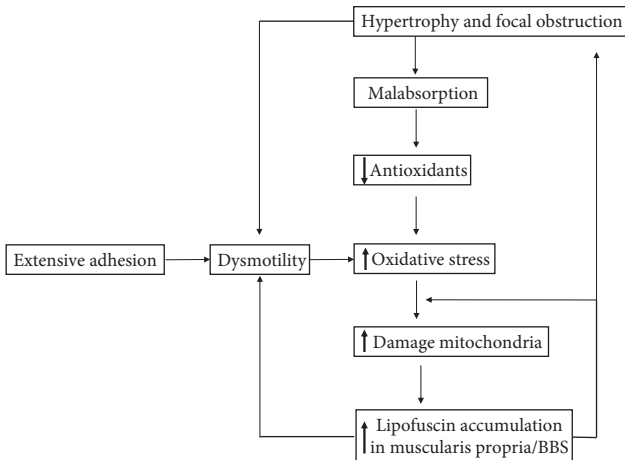 Hypertrophy and focal obstruction
Malabsorption
Antioxidants
Extensive adhesion
Dysmotility
Oxidative stress
Damage mitochondria
Lipofuscin accumulation
in muscularis propria/BBS